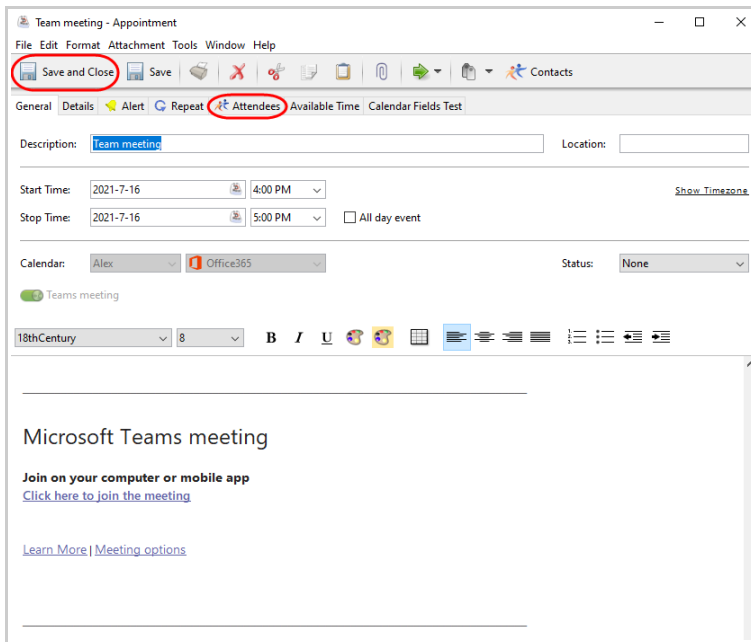 Team meeting - Appointment
File Edit Format Attachment Tools Window Help
Save and Close Save Contacts
General Details Alert Repeat Attendees Available Time Calendar Fields Test
Description: Team meeting Location:
Start Time: 2021-7-16 4:00 PM Show Timezone
Stop Time: 2021-7-16 5:00 PM All day event
Calendar: Alex Office365 Status: None
Teams meeting
18thCentury 8 B I U
Microsoft Teams meeting
Join on your computer or mobile app
Click here to join the meeting
Learn More | Meeting options